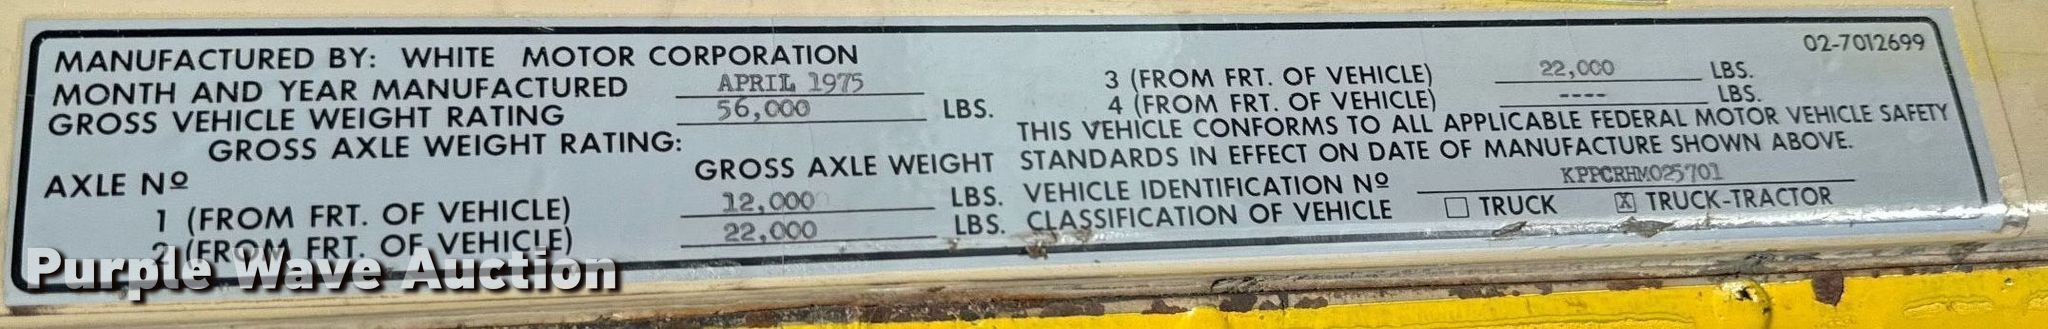 MANUFACTURED BY: WHITE MOTOR CORPORATION
MONTH AND YEAR MANUFACTURED APRIL 1975
GROSS VEHICLE WEIGHT RATING 56,000 LBS.
GROSS AXLE WEIGHT RATING:
AXLE Nº GROSS AXLE WEIGHT
1 (FROM FRT. OF VEHICLE) 12,000 LBS.
2 (FROM FRT. OF VEHICLE) 22,000 LBS.
02-7012699
3 (FROM FRT. OF VEHICLE) 22,000 LBS.
4 (FROM FRT. OF VEHICLE) ---- LBS.
THIS VEHICLE CONFORMS TO ALL APPLICABLE FEDERAL MOTOR VEHICLE SAFETY
STANDARDS IN EFFECT ON DATE OF MANUFACTURE SHOWN ABOVE.
VEHICLE IDENTIFICATION Nº KPPCRHM025701
CLASSIFICATION OF VEHICLE ☐ TRUCK ☒ TRUCK-TRACTOR
Purple Wave Auction